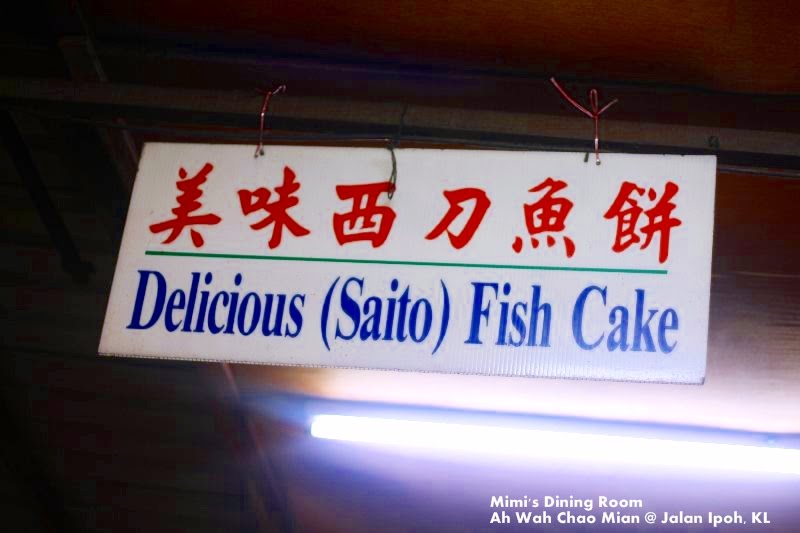 美味西刀魚餅
Delicious (Saito) Fish Cake
Mimi's Dining Room
Ah Wah Chao Mian @ Jalan Ipoh, KL